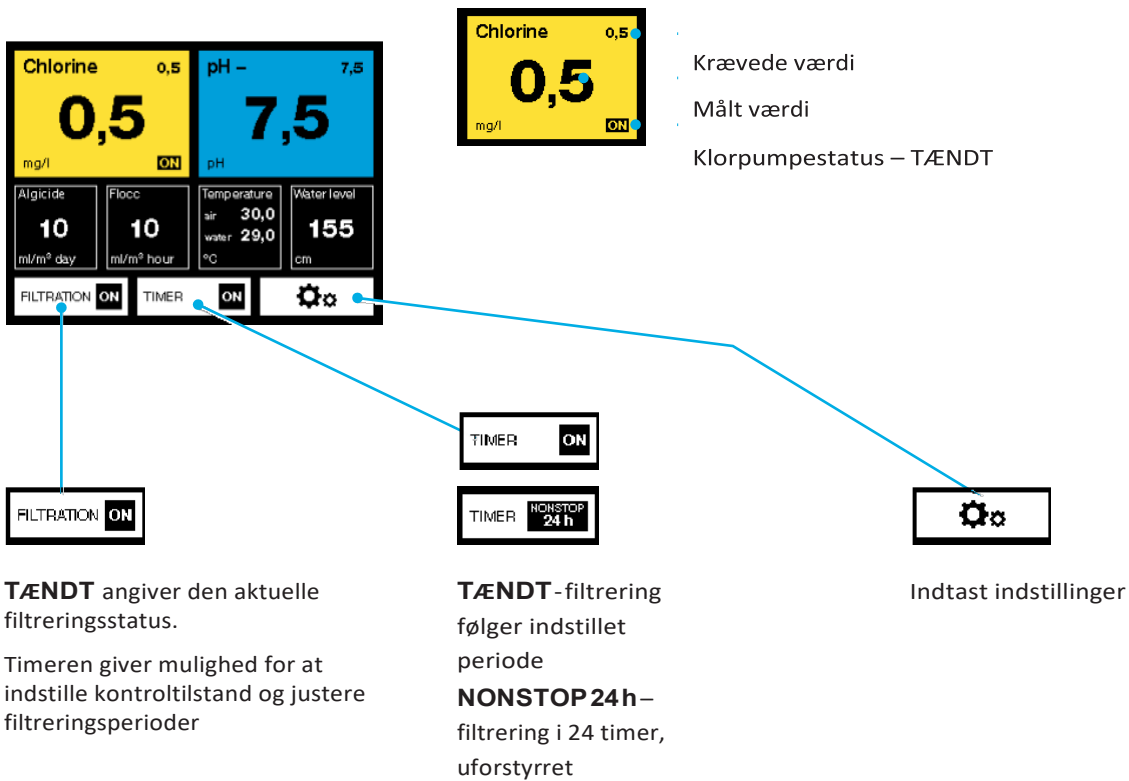 Chlorine 0,5
0,5
mg/l ON
pH – 7,5
7,5
pH
Algicide
10
ml/m³ day
Flocc
10
ml/m³ hour
Temperature
air 30,0
water 29,0
°C
Water level
155
cm
FILTRATION ON
TIMER ON
Chlorine 0,5
0,5
mg/l ON
Krævede værdi
Målt værdi
Klorpumpestatus – TÆNDT
FILTRATION ON
TÆNDT angiver den aktuelle
filtreringsstatus.
Timeren giver mulighed for at
indstille kontroltilstand og justere
filtreringsperioder
TIMER ON
TIMER NONSTOP
24 h
TÆNDT - filtrering
følger indstillet
periode
NONSTOP 24 h –
filtrering i 24 timer,
uforstyrret
Indtast indstillinger